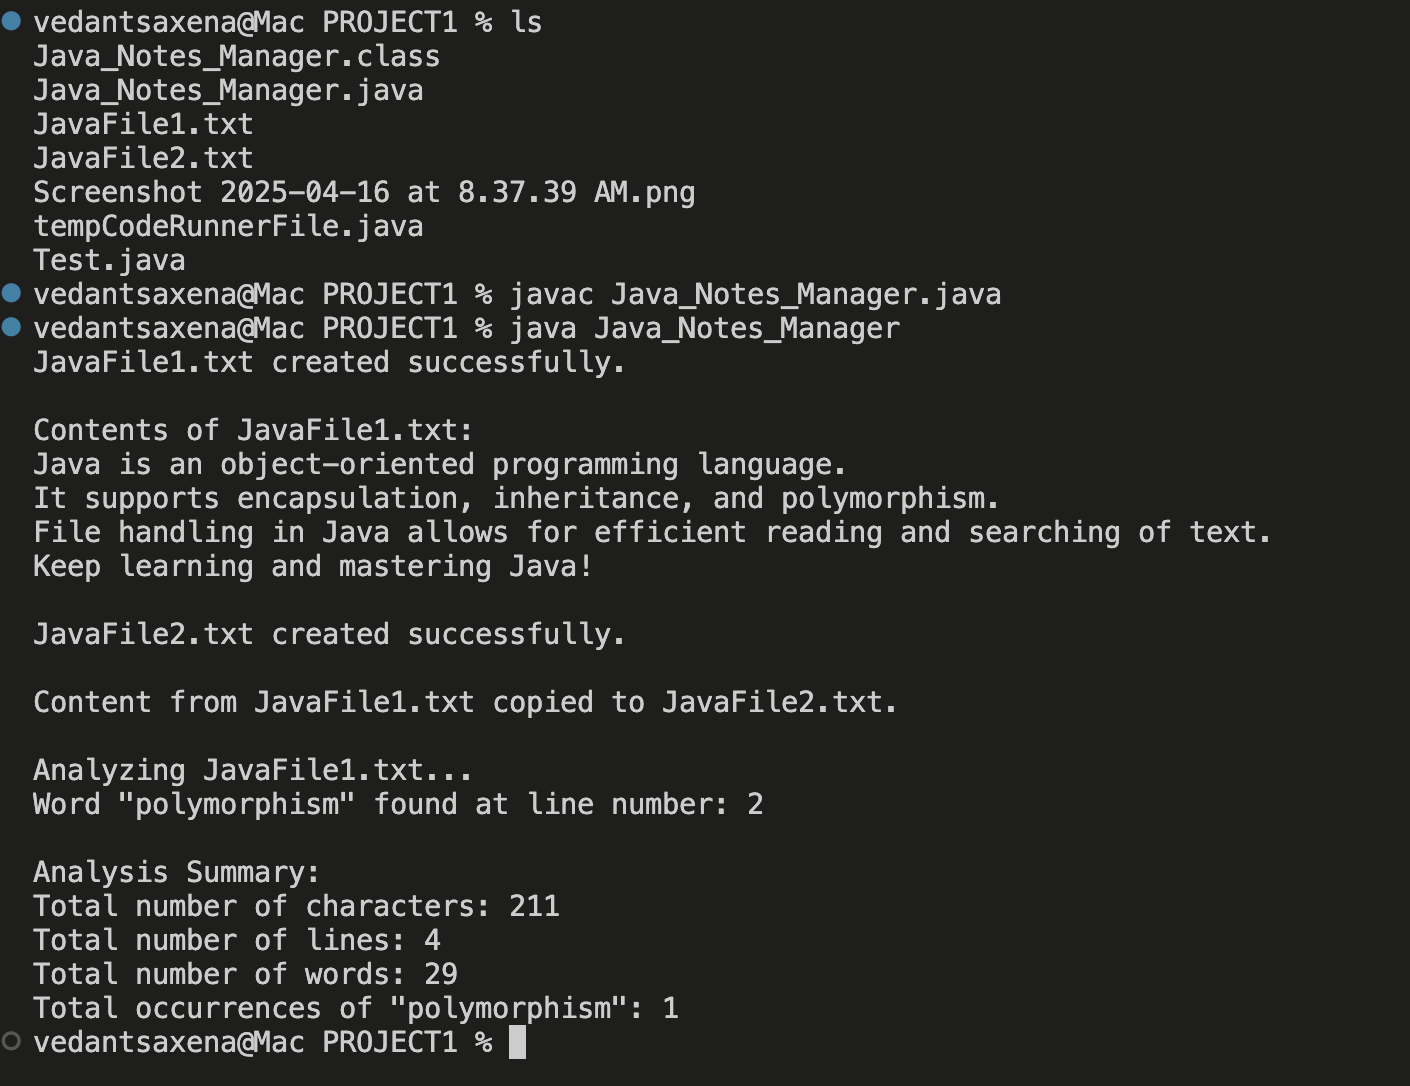 vedantsaxena@Mac PROJECT1 % ls
Java_Notes_Manager.class
Java_Notes_Manager.java
JavaFile1.txt
JavaFile2.txt
Screenshot 2025-04-16 at 8.37.39 AM.png
tempCodeRunnerFile.java
Test.java
vedantsaxena@Mac PROJECT1 % javac Java_Notes_Manager.java
vedantsaxena@Mac PROJECT1 % java Java_Notes_Manager
JavaFile1.txt created successfully.

Contents of JavaFile1.txt:
Java is an object-oriented programming language.
It supports encapsulation, inheritance, and polymorphism.
File handling in Java allows for efficient reading and searching of text.
Keep learning and mastering Java!

JavaFile2.txt created successfully.

Content from JavaFile1.txt copied to JavaFile2.txt.

Analyzing JavaFile1.txt...
Word "polymorphism" found at line number: 2

Analysis Summary:
Total number of characters: 211
Total number of lines: 4
Total number of words: 29
Total occurrences of "polymorphism": 1
vedantsaxena@Mac PROJECT1 %